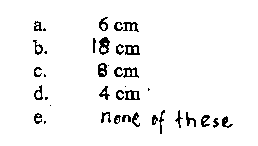 a. 6 cm
b. 18 cm
c. 8 cm
d. 4 cm
e. none of these